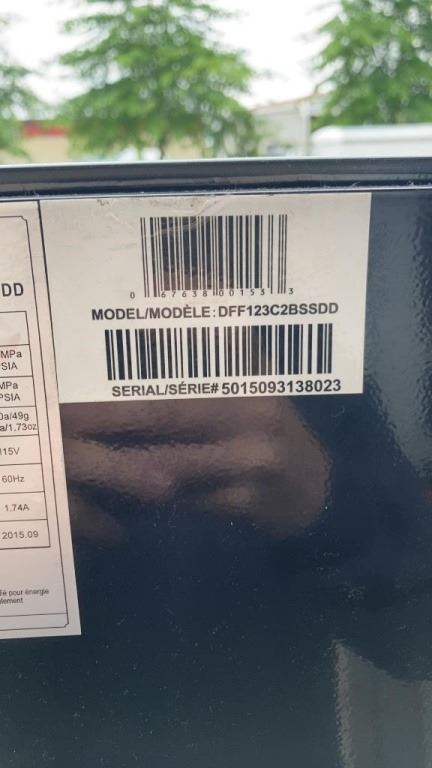 0 67638 00153 3
MODEL/MODÈLE: DFF123C2BSSDD
SERIAL/SÉRIE# 5015093138023
DD
MPa
SIA
MPa
PSIA
0a/49g
a/1.73oz
115V
60Hz
1.74A
2015.09
pour énergie